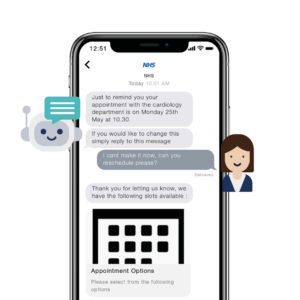 12:51
NHS
NHS
Today 10.51 AM
Just to remind you your
appointment with the cardiology
department is on Monday 25th
May at 10.30.
If you would like to change this
simply reply to this message
I cant make it now, can you
reschedule please?
Delivered
Thank you for letting us know, we
have the following slots available :
Appointment Options
Please select from the following
options